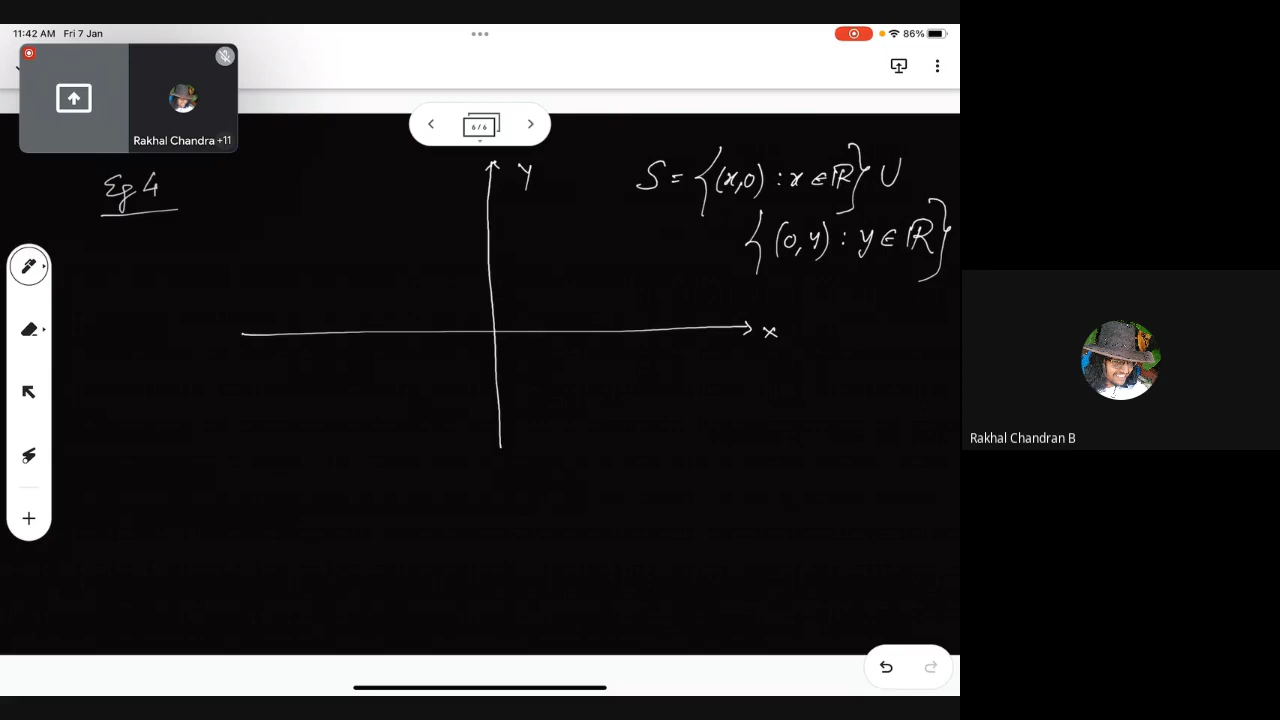 11:42 AM Fri 7 Jan
86%
Rakhal Chandra +11
6/6
Eg 4
Y
S = {(x,0) : x ∈ ℝ} ∪
{(0,y) : y ∈ ℝ}
x
Rakhal Chandran B